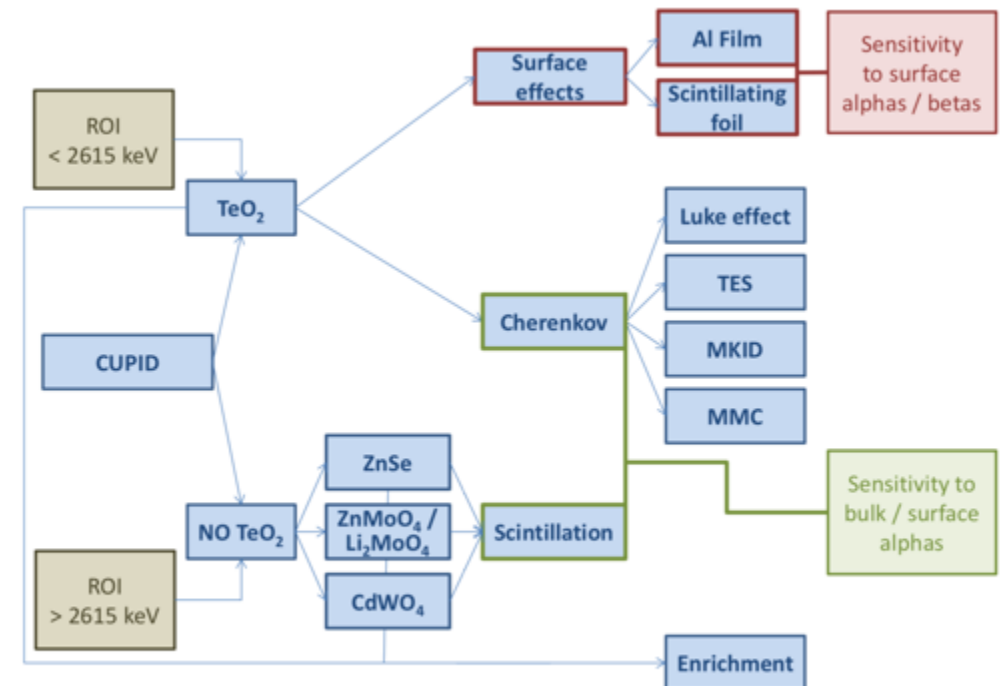 Al Film
Surface
effects
Scintillating
foil
Sensitivity
to surface
alphas / betas
ROI
< 2615 keV
TeO₂
Luke effect
TES
Cherenkov
MKID
CUPID
MMC
ZnSe
NO TeO₂
ZnMoO₄ /
Li₂MoO₄
Scintillation
Sensitivity to
bulk / surface
alphas
ROI
> 2615 keV
CdWO₄
Enrichment